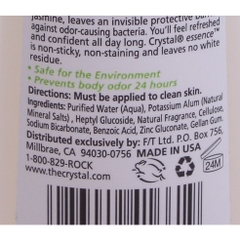 jasmine, leaves an invisible protective
against odor-causing bacteria. You'll feel refreshed
and confident all day long. Crystal® essence™
is non-sticky, non-staining and leaves no white
residue.
* Safe for the Environment
* Prevents body odor 24 hours
Directions: Must be applied to clean skin.
Ingredients: Purified Water (Aqua), Potassium Alum (Natural
Mineral Salts) , Heptyl Glucoside, Natural Fragrance, Cellulose,
Sodium Bicarbonate, Benzoic Acid, Zinc Gluconate, Gellan Gum.
Distributed exclusively by: F/T Ltd. P.O. Box 756,
Millbrae, CA 94030-0756 MADE IN USA
1-800-829-ROCK
www.thecrystal.com
24M